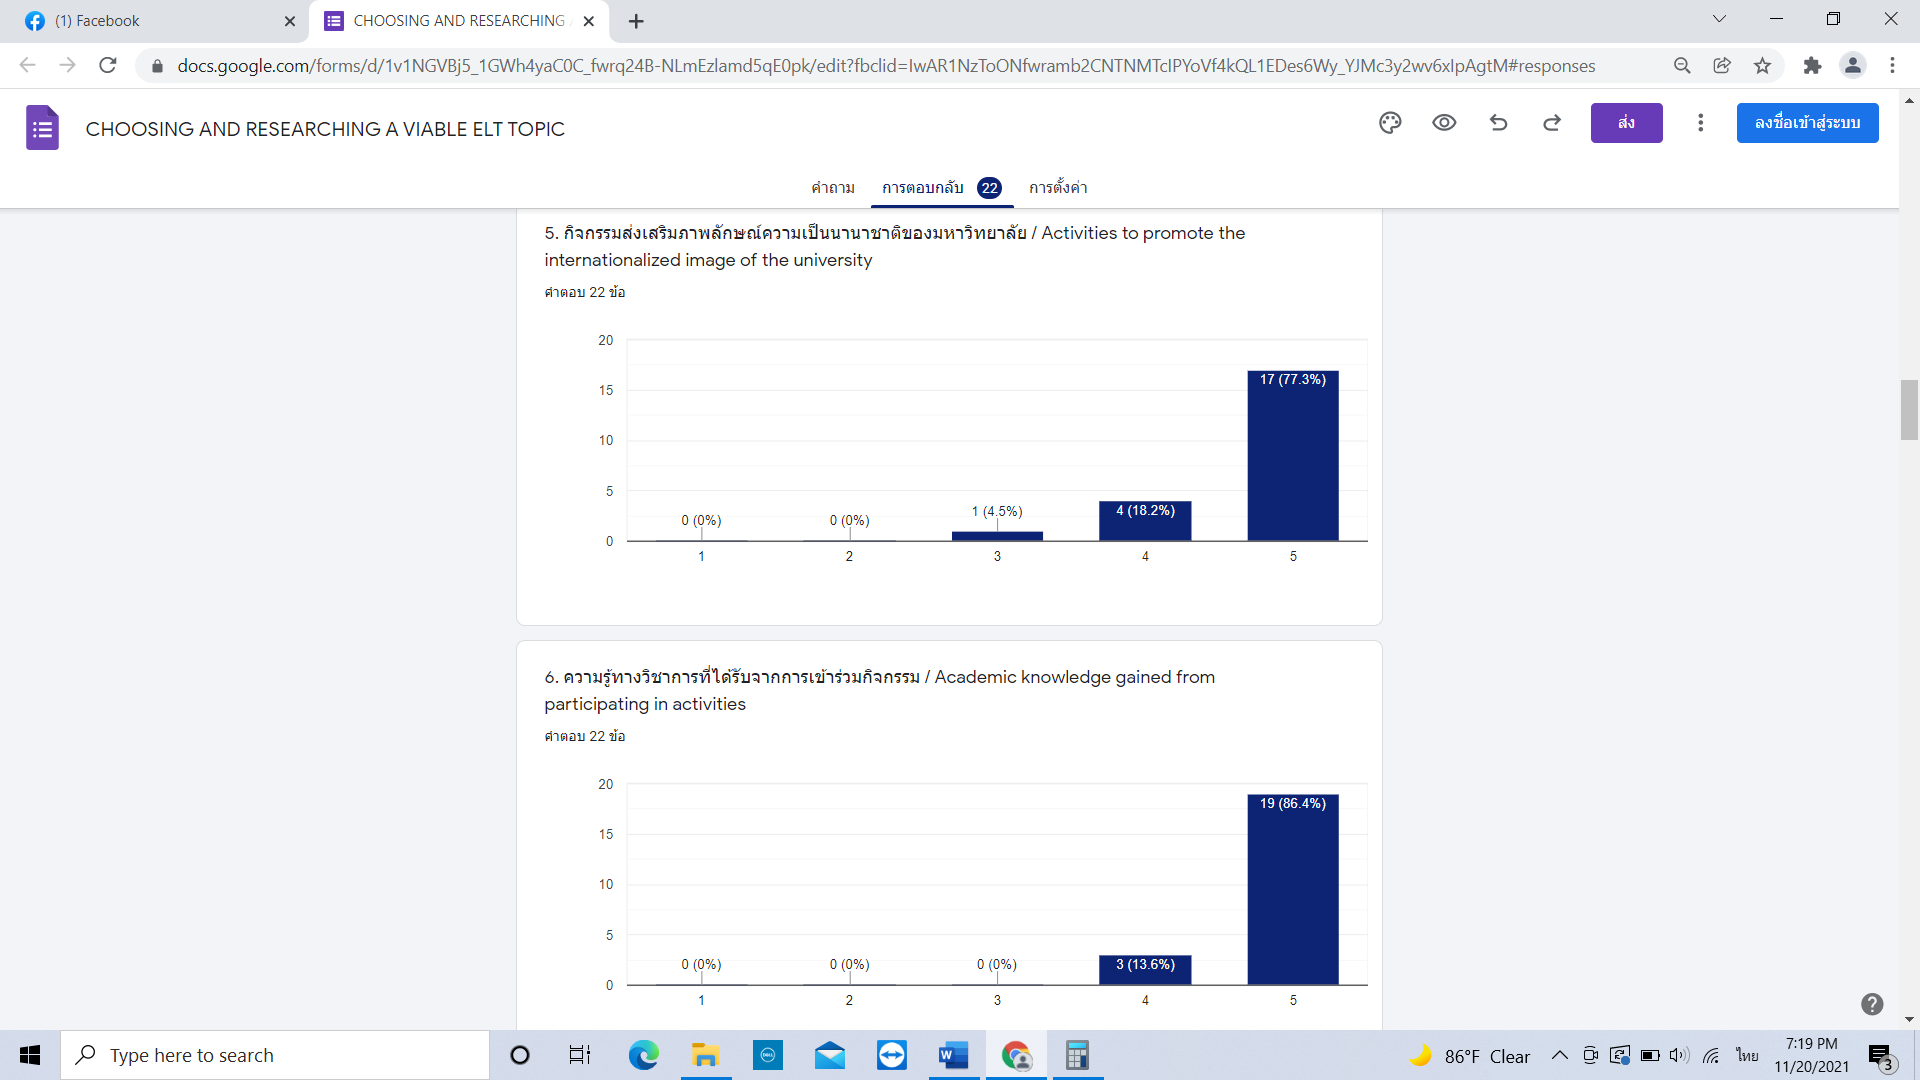 (1) Facebook
CHOOSING AND RESEARCHING
docs.google.com/forms/d/1v1NGVBj5_1GWh4yaC0C_fwrq24B-NLmEzlamd5qE0pk/edit?fbclid=IwAR1NzToONfwramb2CNTNMTcIPYoVf4kQL1EDes6Wy_YJMc3y2wv6xIpAgtM#responses
CHOOSING AND RESEARCHING A VIABLE ELT TOPIC
ส่ง
ลงชื่อเข้าสู่ระบบ
คำถาม การตอบกลับ 22 การตั้งค่า
5. กิจกรรมส่งเสริมภาพลักษณ์ความเป็นนานาชาติของมหาวิทยาลัย / Activities to promote the
internationalized image of the university
คำตอบ 22 ข้อ
20
15
10
5
0
0 (0%) 0 (0%) 1 (4.5%) 4 (18.2%) 17 (77.3%)
1 2 3 4 5
6. ความรู้ทางวิชาการที่ได้รับจากการเข้าร่วมกิจกรรม / Academic knowledge gained from
participating in activities
คำตอบ 22 ข้อ
20
15
10
5
0
0 (0%) 0 (0%) 0 (0%) 3 (13.6%) 19 (86.4%)
1 2 3 4 5
Type here to search
DELL
W
86°F Clear
ไทย
7:19 PM
11/20/2021
3